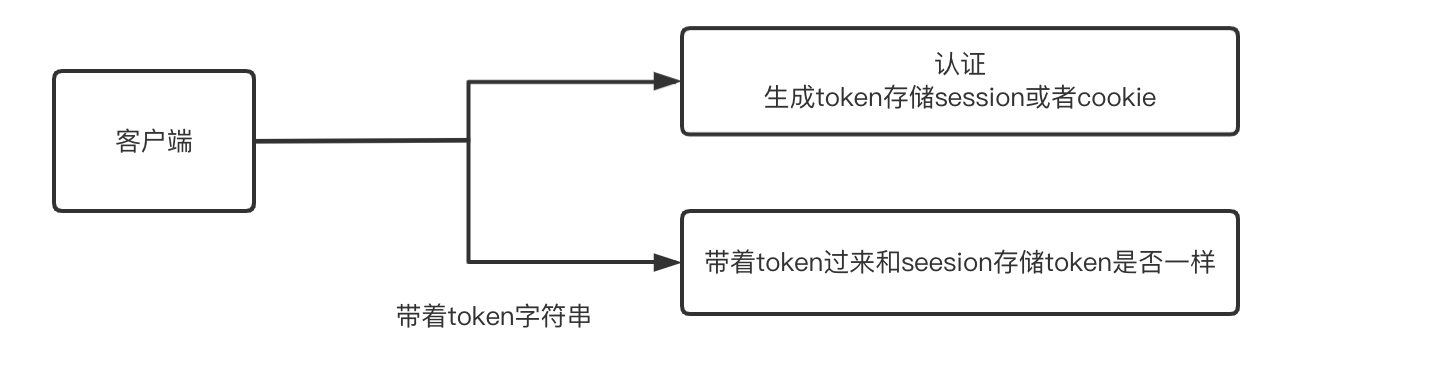 客户端
认证
生成token存储session或者cookie
带着token过来和seesion存储token是否一样
带着token字符串